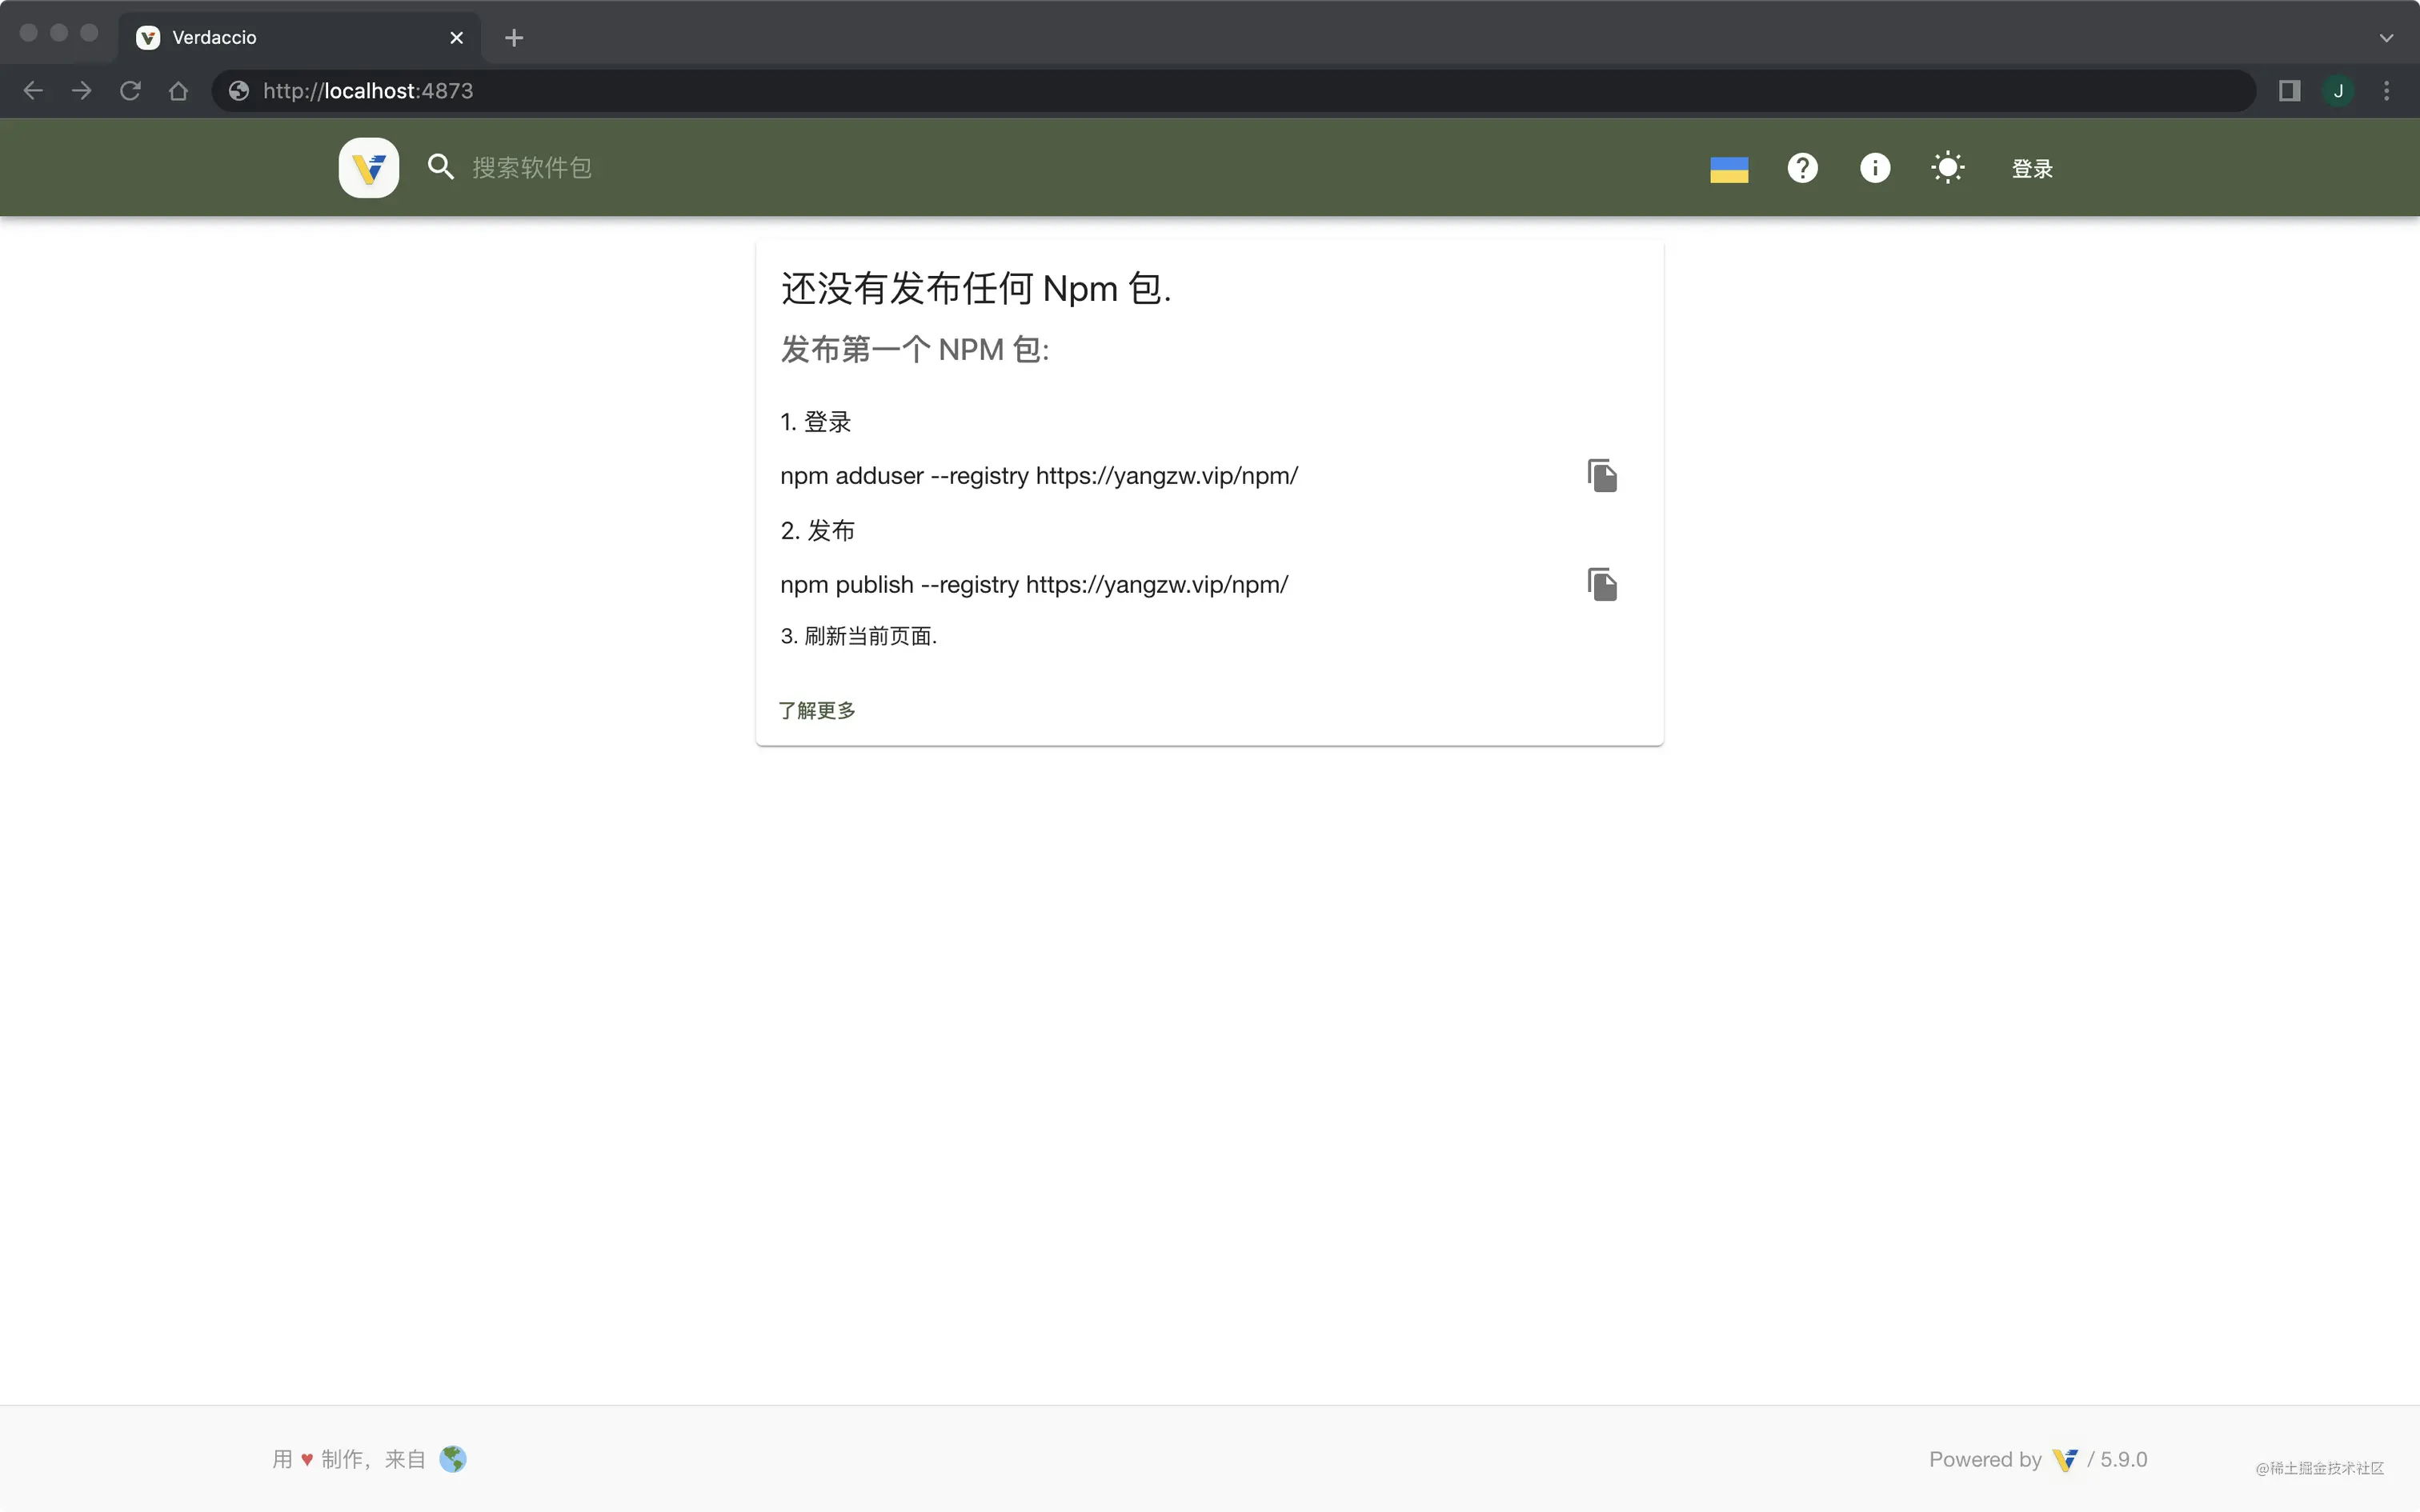 Verdaccio
http://localhost:4873
J
搜索软件包
登录
还没有发布任何 Npm 包.
发布第一个 NPM 包:
1. 登录
npm adduser --registry https://yangzw.vip/npm/
2. 发布
npm publish --registry https://yangzw.vip/npm/
3. 刷新当前页面.
了解更多
用 ♥ 制作，来自
Powered by / 5.9.0
@稀土掘金技术社区